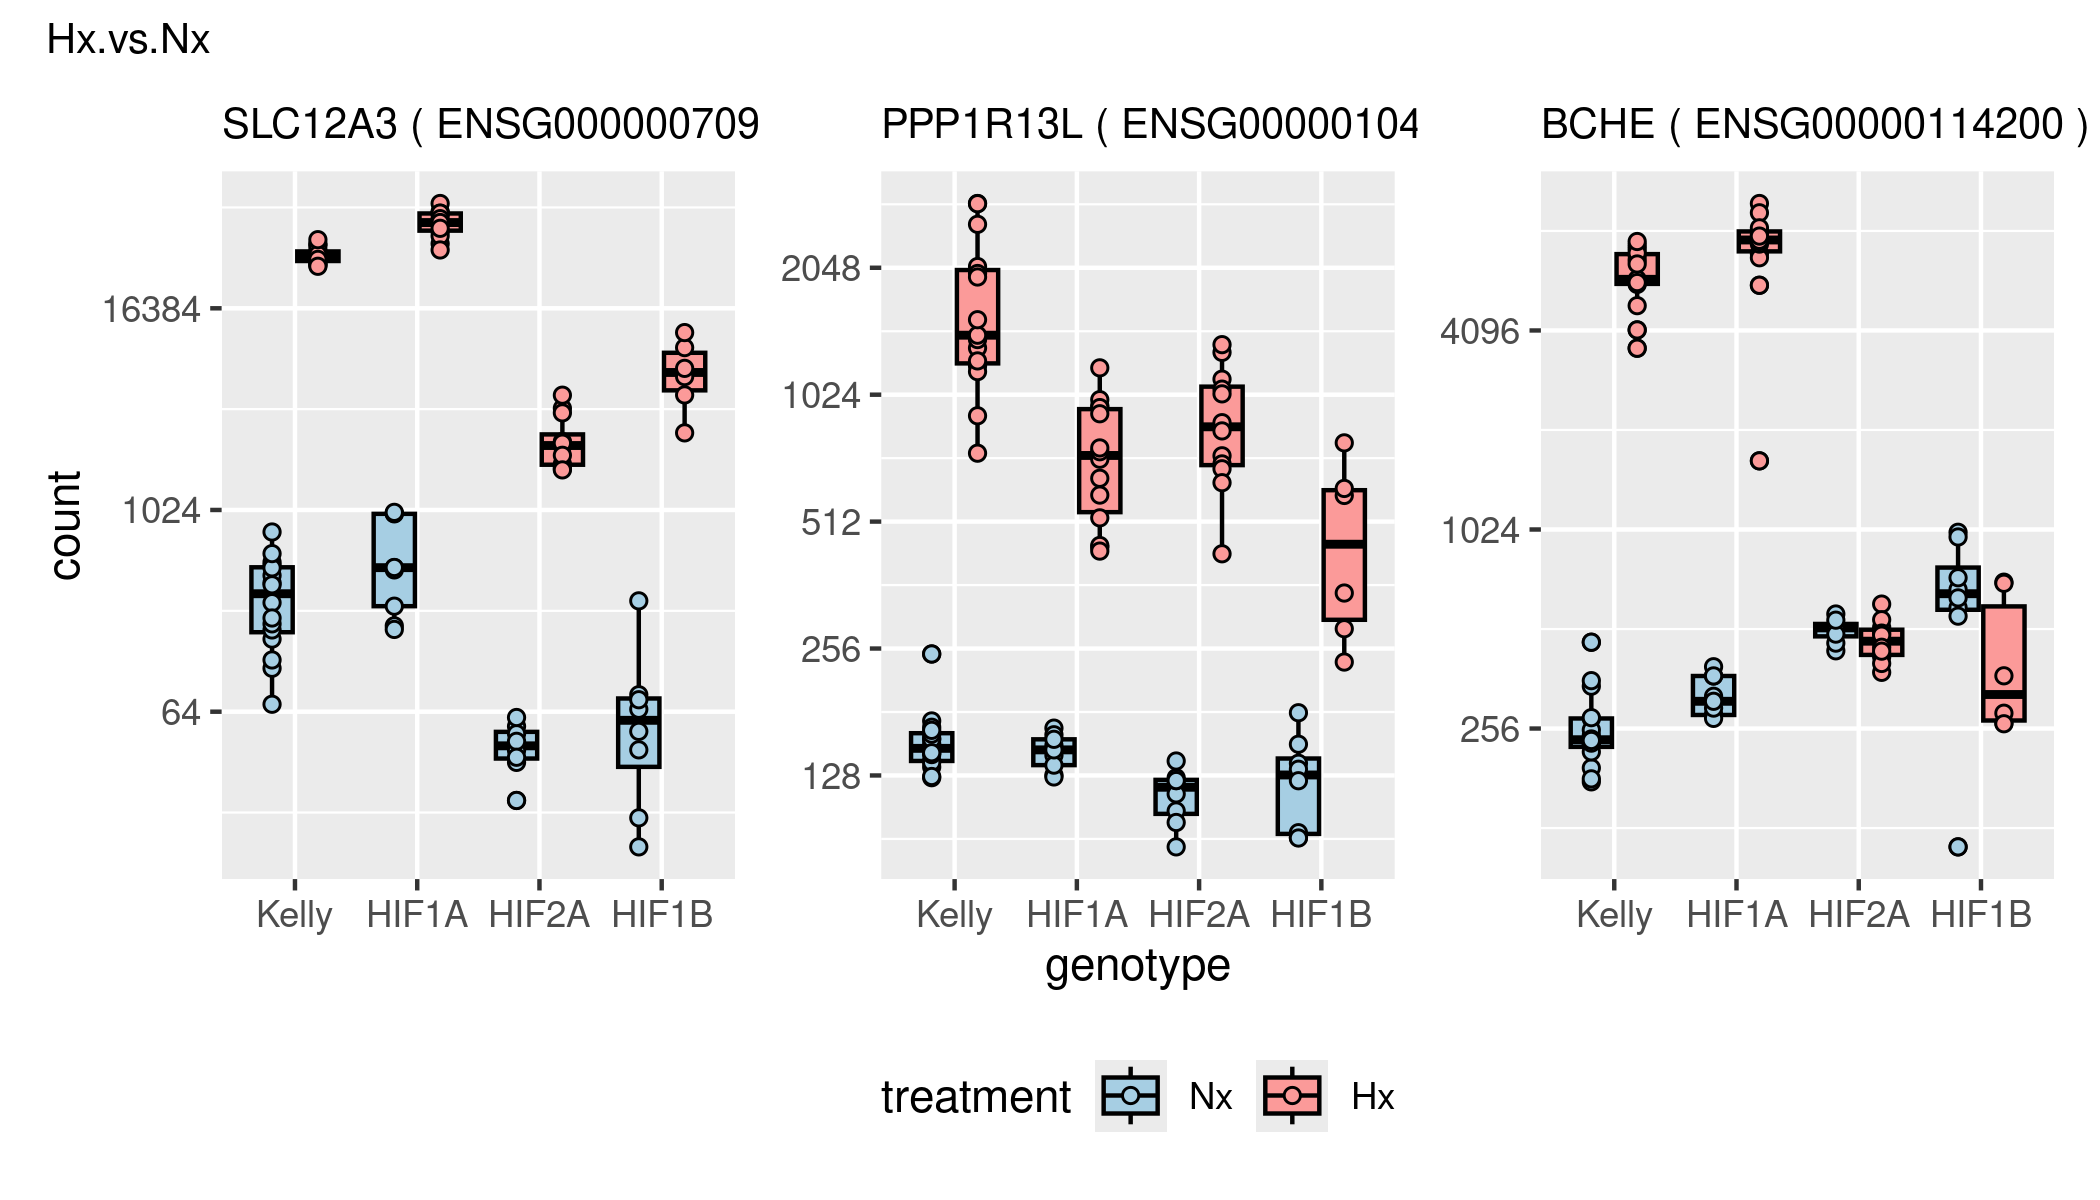 Hx.vs.Nx
SLC12A3 ( ENSG000000709
PPP1R13L ( ENSG00000104
BCHE ( ENSG00000114200 )
count
16384
1024
64
2048
1024
512
256
128
4096
1024
256
Kelly HIF1A HIF2A HIF1B
Kelly HIF1A HIF2A HIF1B
Kelly HIF1A HIF2A HIF1B
genotype
treatment Nx Hx